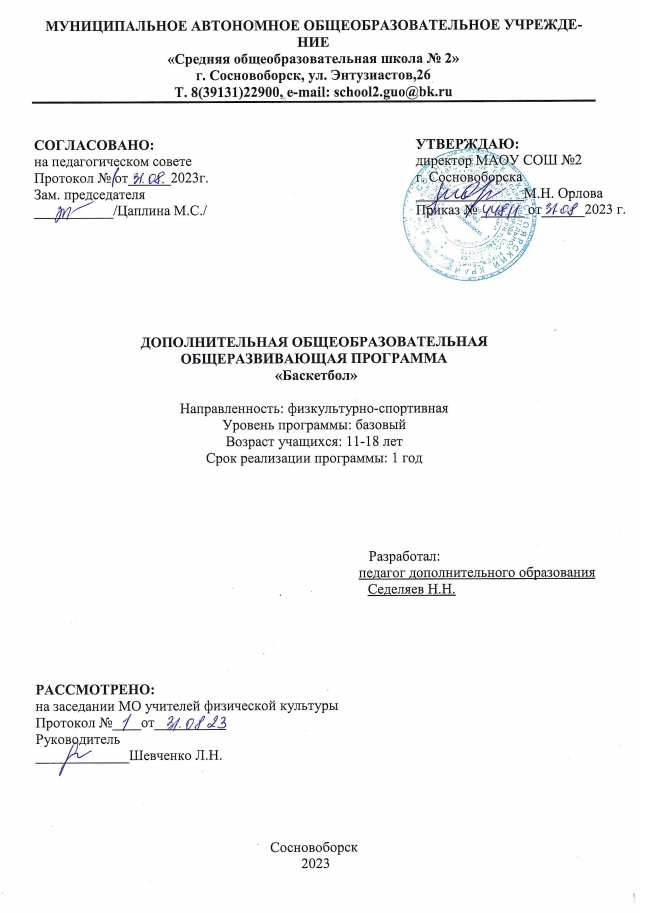 МУНИЦИПАЛЬНОЕ АВТОНОМНОЕ ОБЩЕОБРАЗОВАТЕЛЬНОЕ УЧРЕЖДЕ-
НИЕ
«Средняя общеобразовательная школа № 2»
г. Сосновоборск, ул. Энтузиастов,26
Т. 8(39131)22900, e-mail: school2.guo@bk.ru
СОГЛАСОВАНО:
на педагогическом совете
Протокол №1от 31.08. 2023г.
Зам. председателя
/Цаплина М.С./
УТВЕРЖДАЮ:
директор МАОУ СОШ №2
г. Сосновоборска
М.Н. Орлова
Приказ № от 31.08 2023 г.
ДОПОЛНИТЕЛЬНАЯ ОБЩЕОБРАЗОВАТЕЛЬНАЯ
ОБЩЕРАЗВИВАЮЩАЯ ПРОГРАММА
«Баскетбол»
Направленность: физкультурно-спортивная
Уровень программы: базовый
Возраст учащихся: 11-18 лет
Срок реализации программы: 1 год
Разработал:
педагог дополнительного образования
Седеляев Н.Н.
РАССМОТРЕНО:
на заседании МО учителей физической культуры
Протокол № 1 от 31.08 23
Руководитель
Шевченко Л.Н.
Сосновоборск
2023